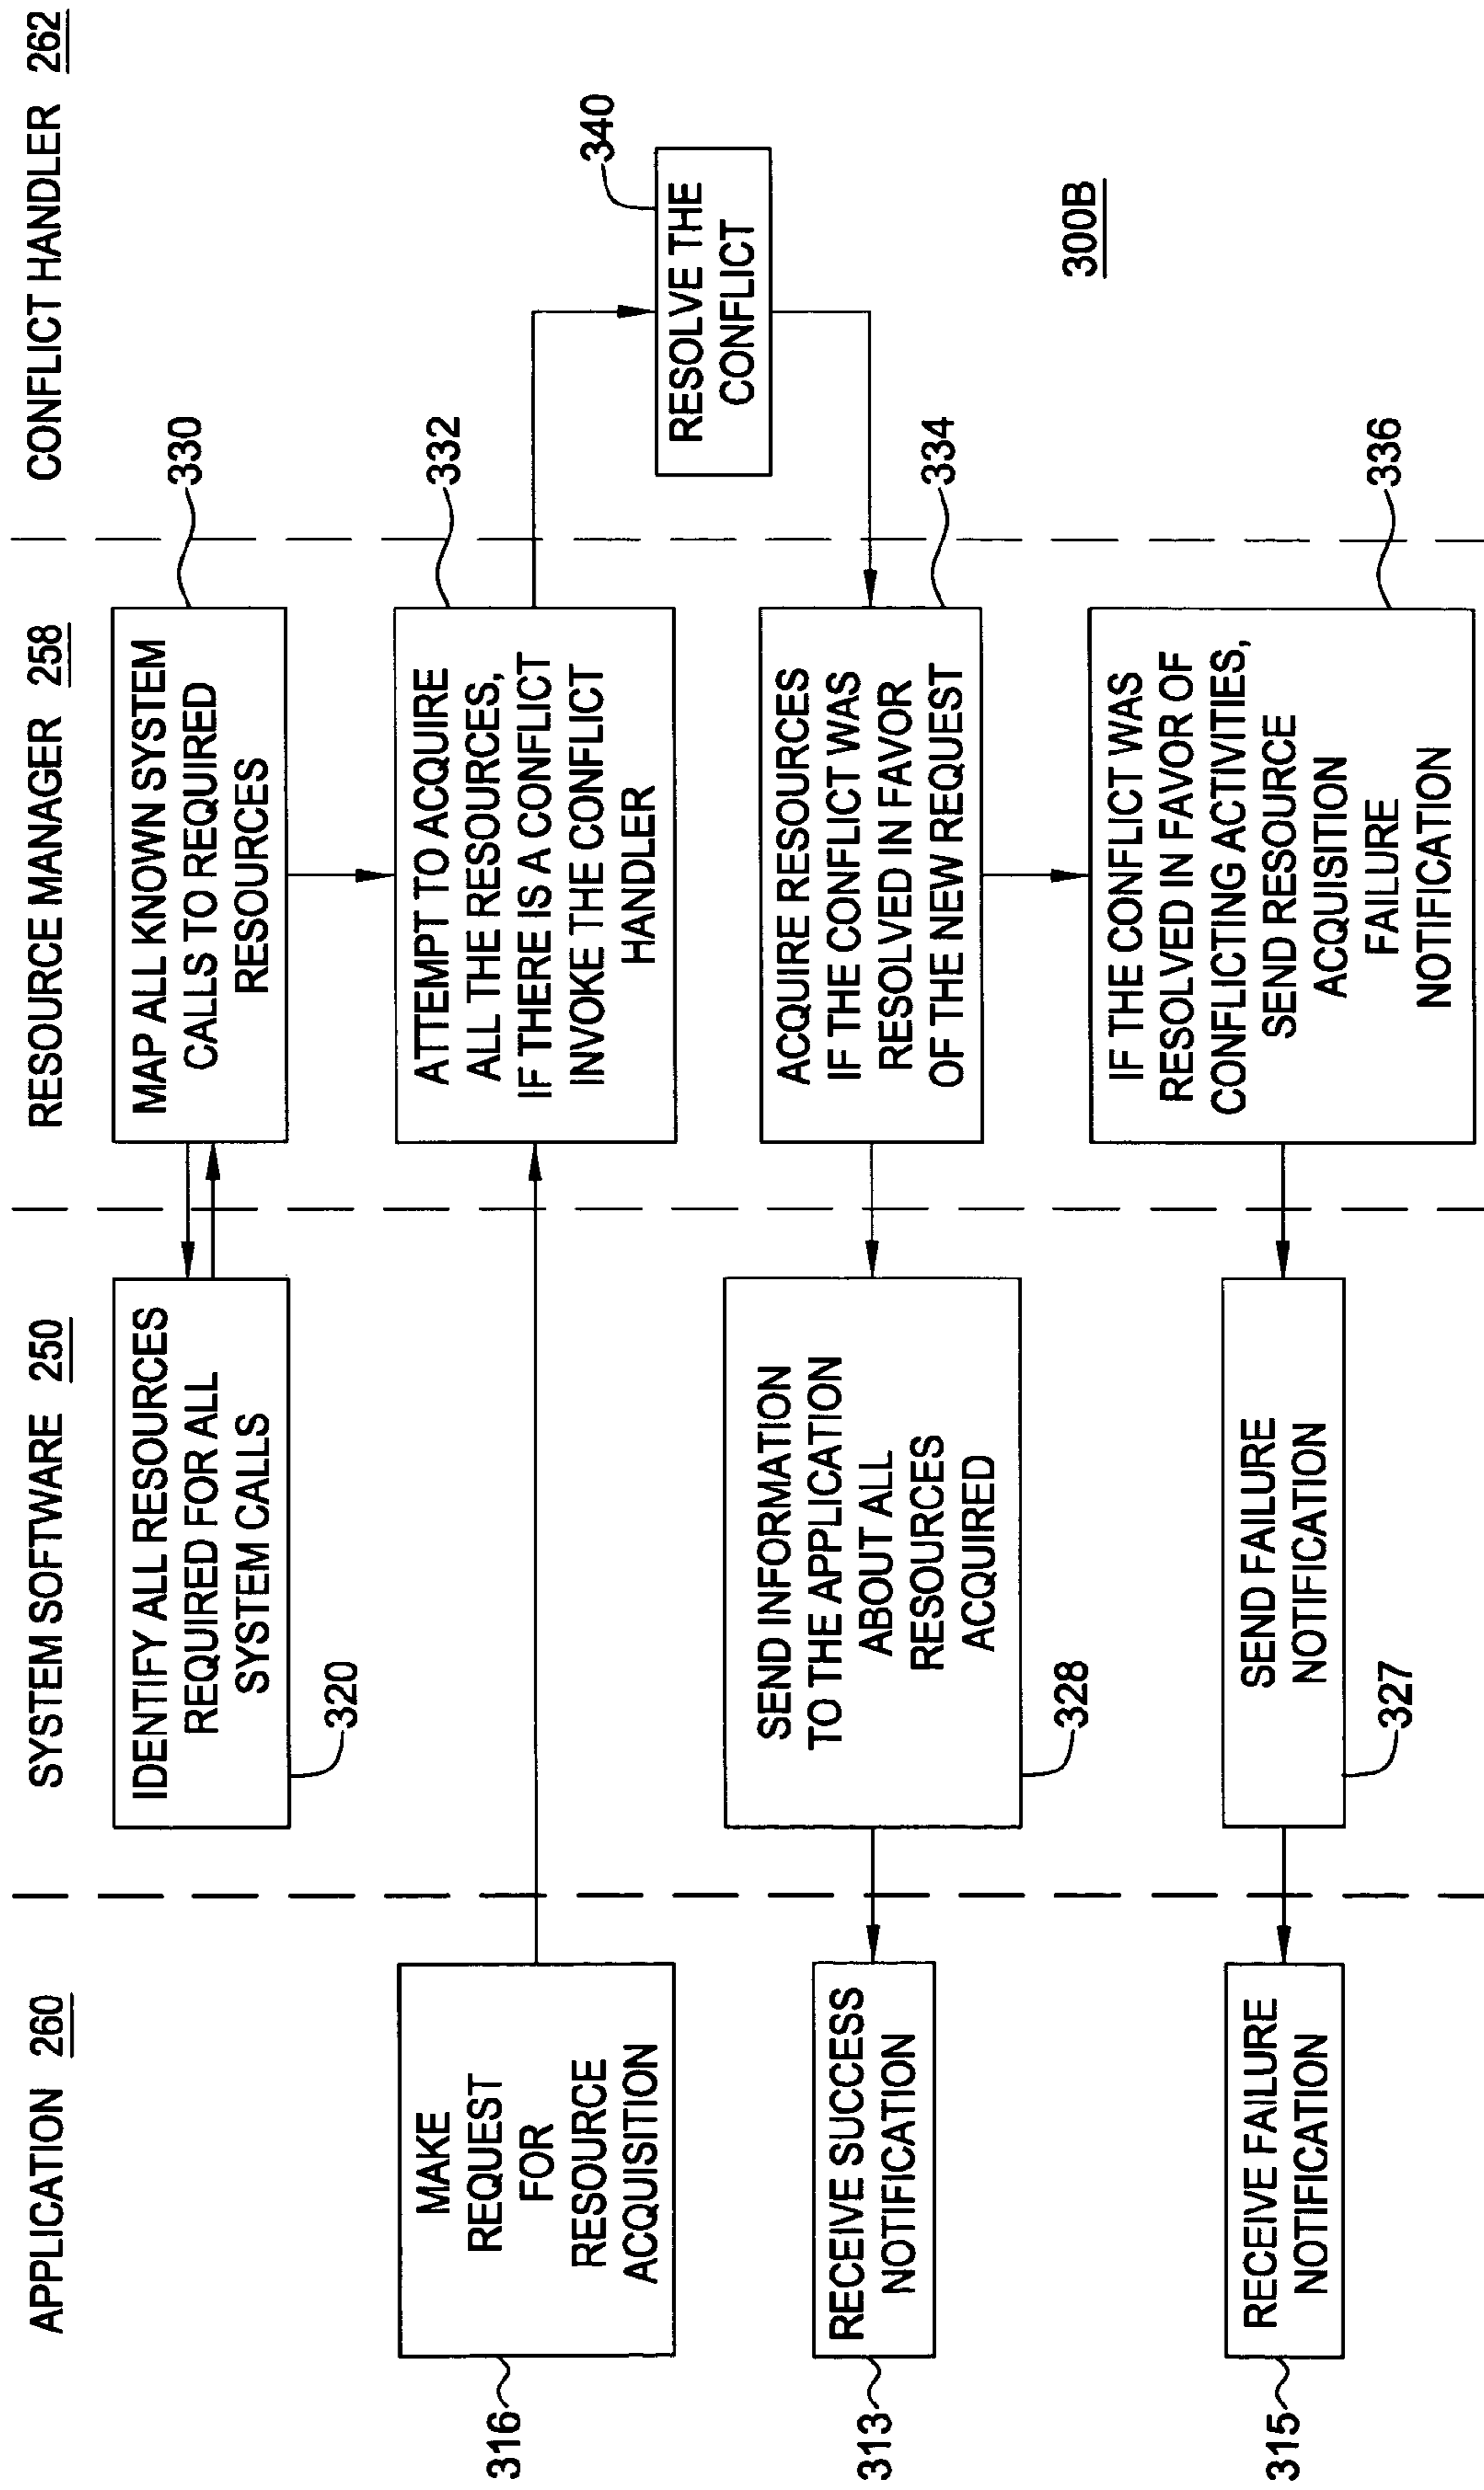 APPLICATION 260
SYSTEM SOFTWARE 250
RESOURCE MANAGER 258
CONFLICT HANDLER 262
IDENTIFY ALL RESOURCES
REQUIRED FOR ALL
SYSTEM CALLS
320
MAP ALL KNOWN SYSTEM
CALLS TO REQUIRED
RESOURCES
330
316
MAKE
REQUEST
FOR
RESOURCE
ACQUISITION
ATTEMPT TO ACQUIRE
ALL THE RESOURCES,
IF THERE IS A CONFLICT
INVOKE THE CONFLICT
HANDLER
332
RESOLVE THE
CONFLICT
340
313
RECEIVE SUCCESS
NOTIFICATION
SEND INFORMATION
TO THE APPLICATION
ABOUT ALL
RESOURCES
ACQUIRED
328
ACQUIRE RESOURCES
IF THE CONFLICT WAS
RESOLVED IN FAVOR
OF THE NEW REQUEST
334
315
RECEIVE FAILURE
NOTIFICATION
SEND FAILURE
NOTIFICATION
327
IF THE CONFLICT WAS
RESOLVED IN FAVOR OF
CONFLICTING ACTIVITIES,
SEND RESOURCE
ACQUISITION
FAILURE
NOTIFICATION
336
300B